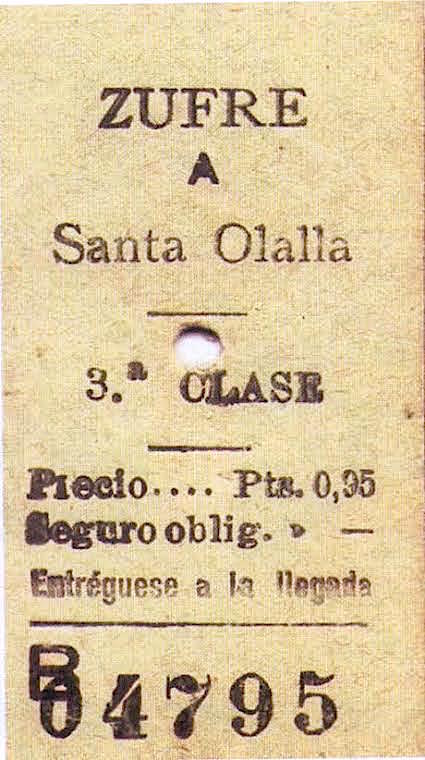 ZUFRE
A
Santa Olalla
3.ª CLASE
Precio.... Pts. 0,95
Seguro oblig. » —
Entréguese a la llegada
B
04795